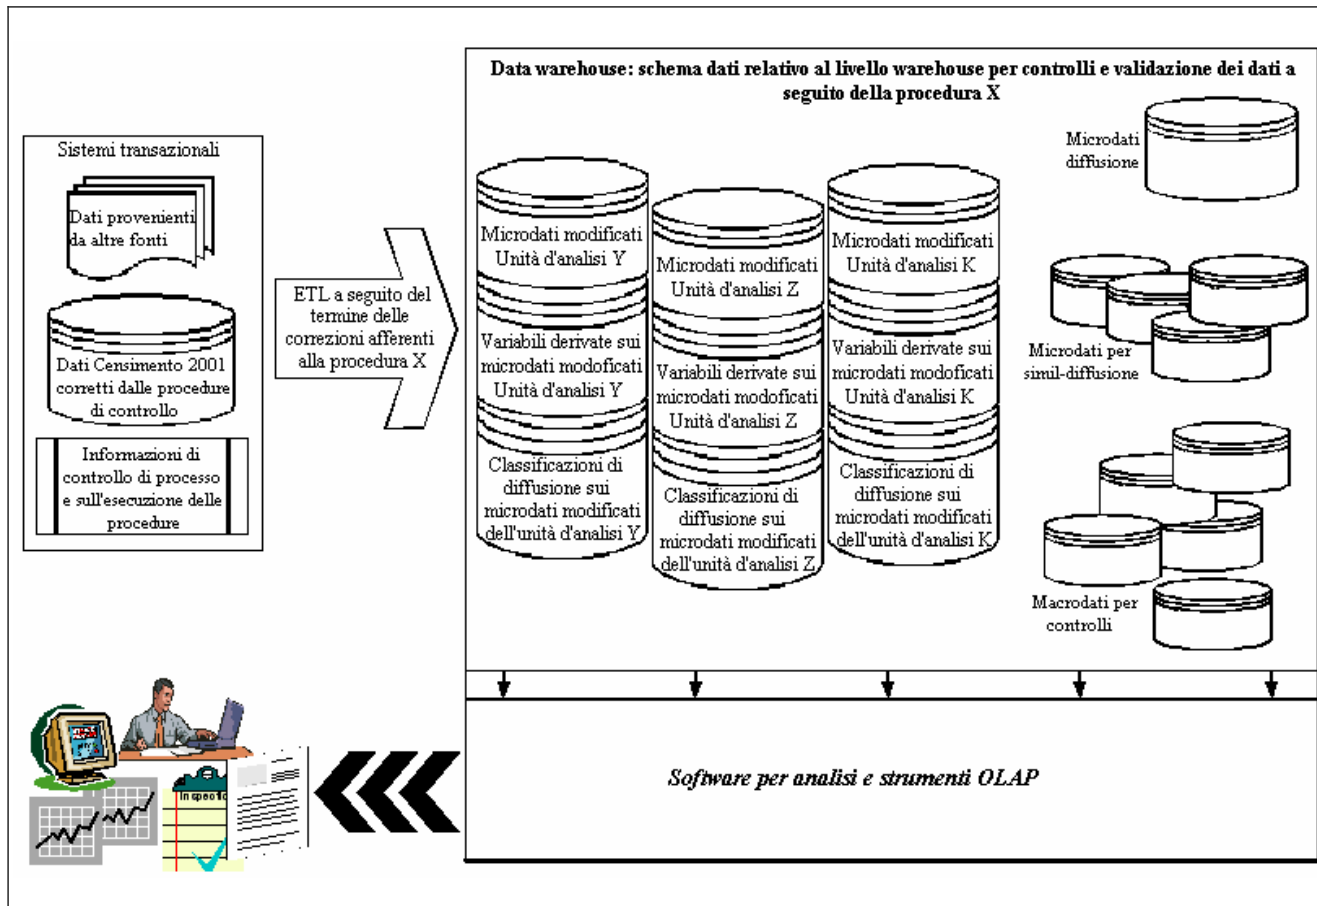 Data warehouse: schema dati relativo al livello warehouse per controlli e validazione dei dati a
seguito della procedura X
Sistemi transazionali
Dati provenienti
da altre fonti
Dati Censimento 2001
corretti dalle procedure
di controllo
Informazioni di
controllo di processo
e sull'esecuzione delle
procedure
ETL a seguito del
termine delle
correzioni afferenti
alla procedura X
Microdati modificati
Unità d'analisi Y
Variabili derivate sui
microdati modoficati
Unità d'analisi Y
Classificazioni di
diffusione sui
microdati modificati
dell'unità d'analisi Y
Microdati modificati
Unità d'analisi Z
Variabili derivate sui
microdati modoficati
Unità d'analisi Z
Classificazioni di
diffusione sui
microdati modificati
dell'unità d'analisi Z
Microdati modificati
Unità d'analisi K
Variabili derivate sui
microdati modoficati
Unità d'analisi K
Classificazioni di
diffusione sui
microdati modificati
dell'unità d'analisi K
Microdati
diffusione
Microdati per
simil-diffusione
Macrodati per
controlli
Software per analisi e strumenti OLAP
Inspectio